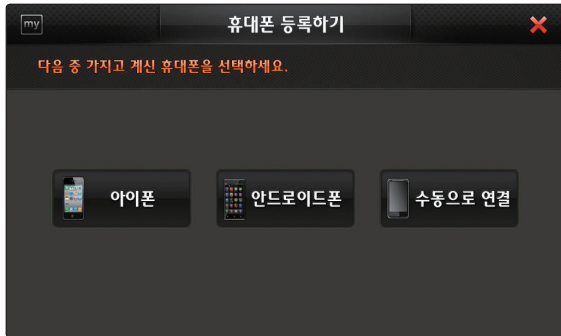 my
휴대폰 등록하기
다음 중 가지고 계신 휴대폰을 선택하세요.
아이폰
안드로이드폰
수동으로 연결